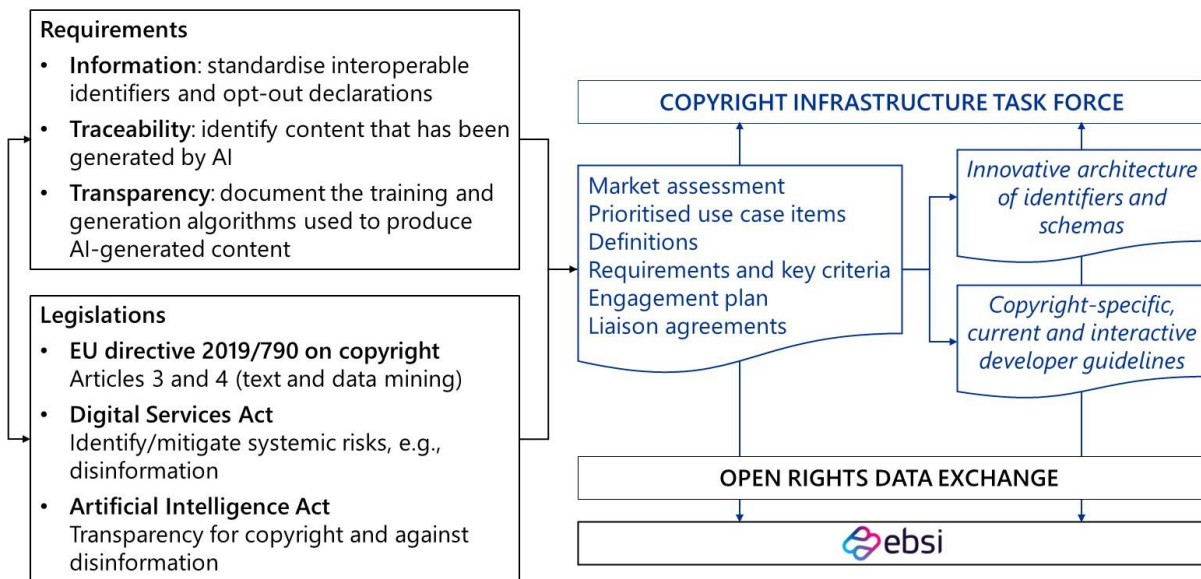 Requirements
• Information: standardise interoperable
identifiers and opt-out declarations
• Traceability: identify content that has been
generated by AI
• Transparency: document the training and
generation algorithms used to produce
AI-generated content
Legislations
• EU directive 2019/790 on copyright
Articles 3 and 4 (text and data mining)
• Digital Services Act
Identify/mitigate systemic risks, e.g.,
disinformation
• Artificial Intelligence Act
Transparency for copyright and against
disinformation
COPYRIGHT INFRASTRUCTURE TASK FORCE
Market assessment
Prioritised use case items
Definitions
Requirements and key criteria
Engagement plan
Liaison agreements
Innovative architecture
of identifiers and
schemas
Copyright-specific,
current and interactive
developer guidelines
OPEN RIGHTS DATA EXCHANGE
ebsi